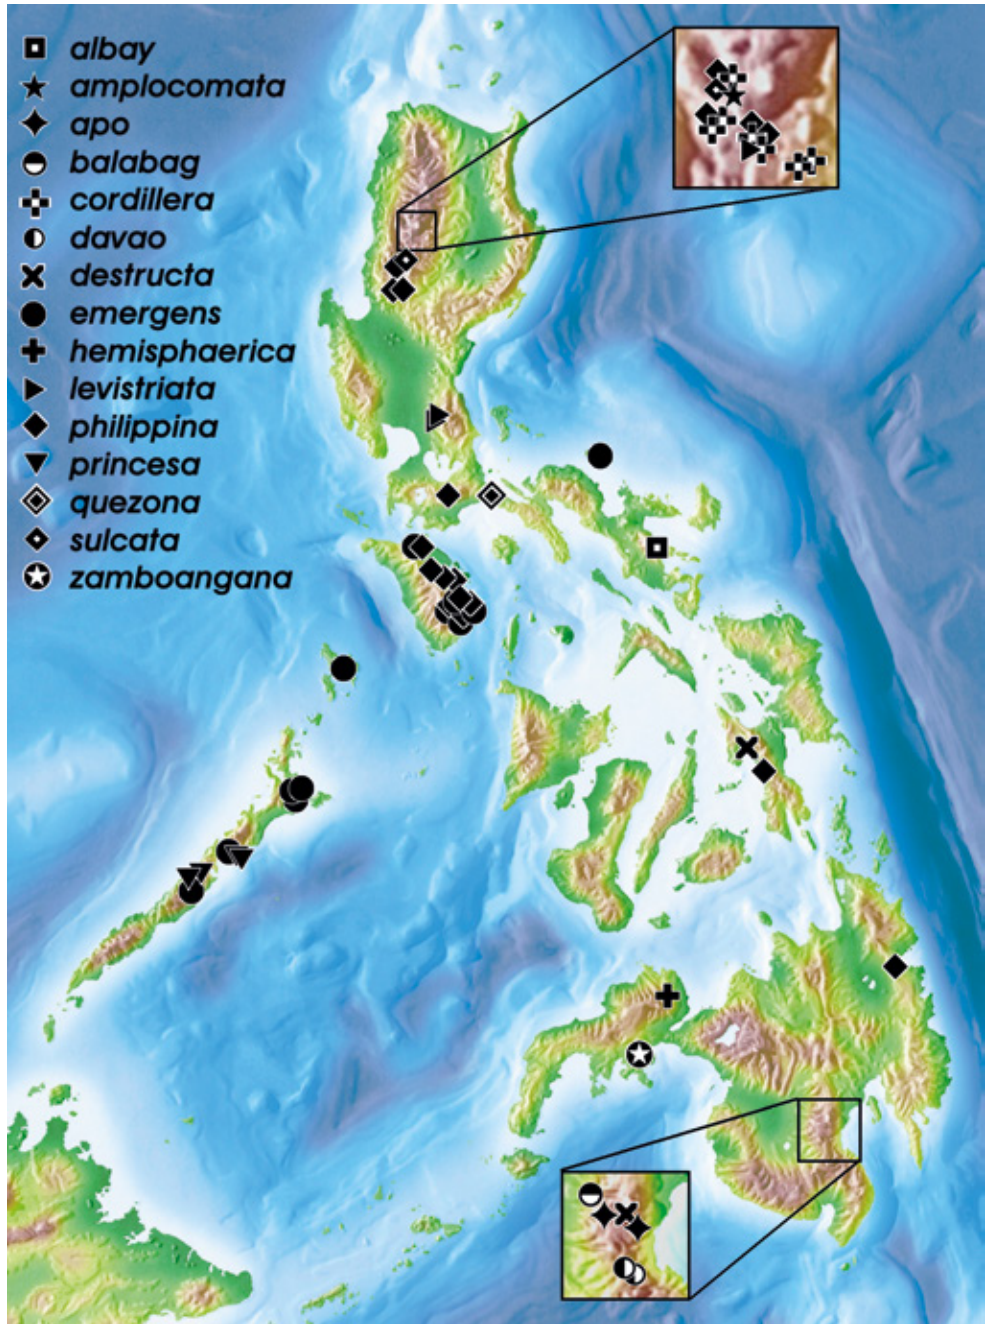 albay
amplocomata
apo
balabag
cordillera
davao
destructa
emergens
hemisphaerica
levistriata
philippina
princesa
quezona
sulcata
zamboangana